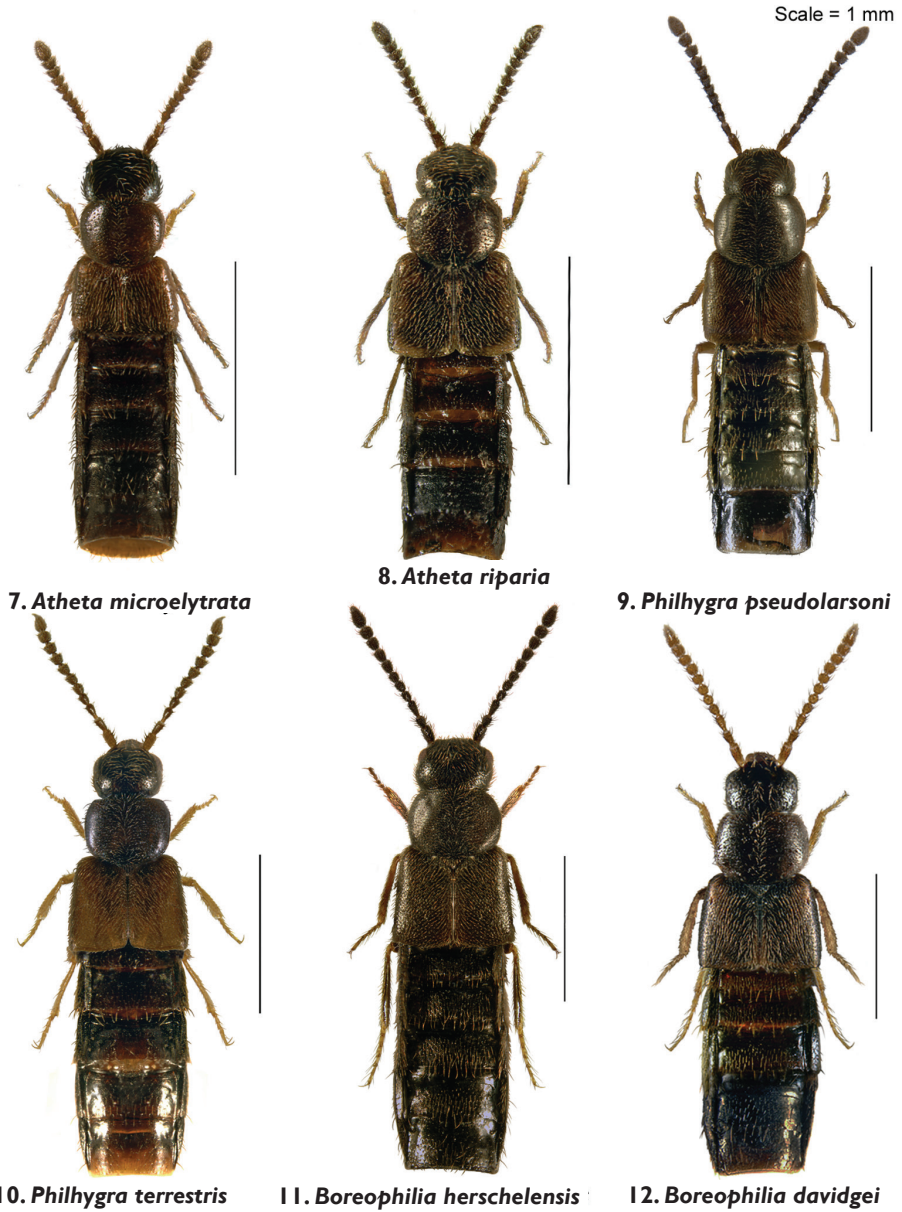 Scale = 1 mm
7. Atheta microelytrata
8. Atheta riparia
9. Philhygra pseudolarsoni
10. Philhygra terrestris
11. Boreophilia herschelensis
12. Boreophilia davidgei